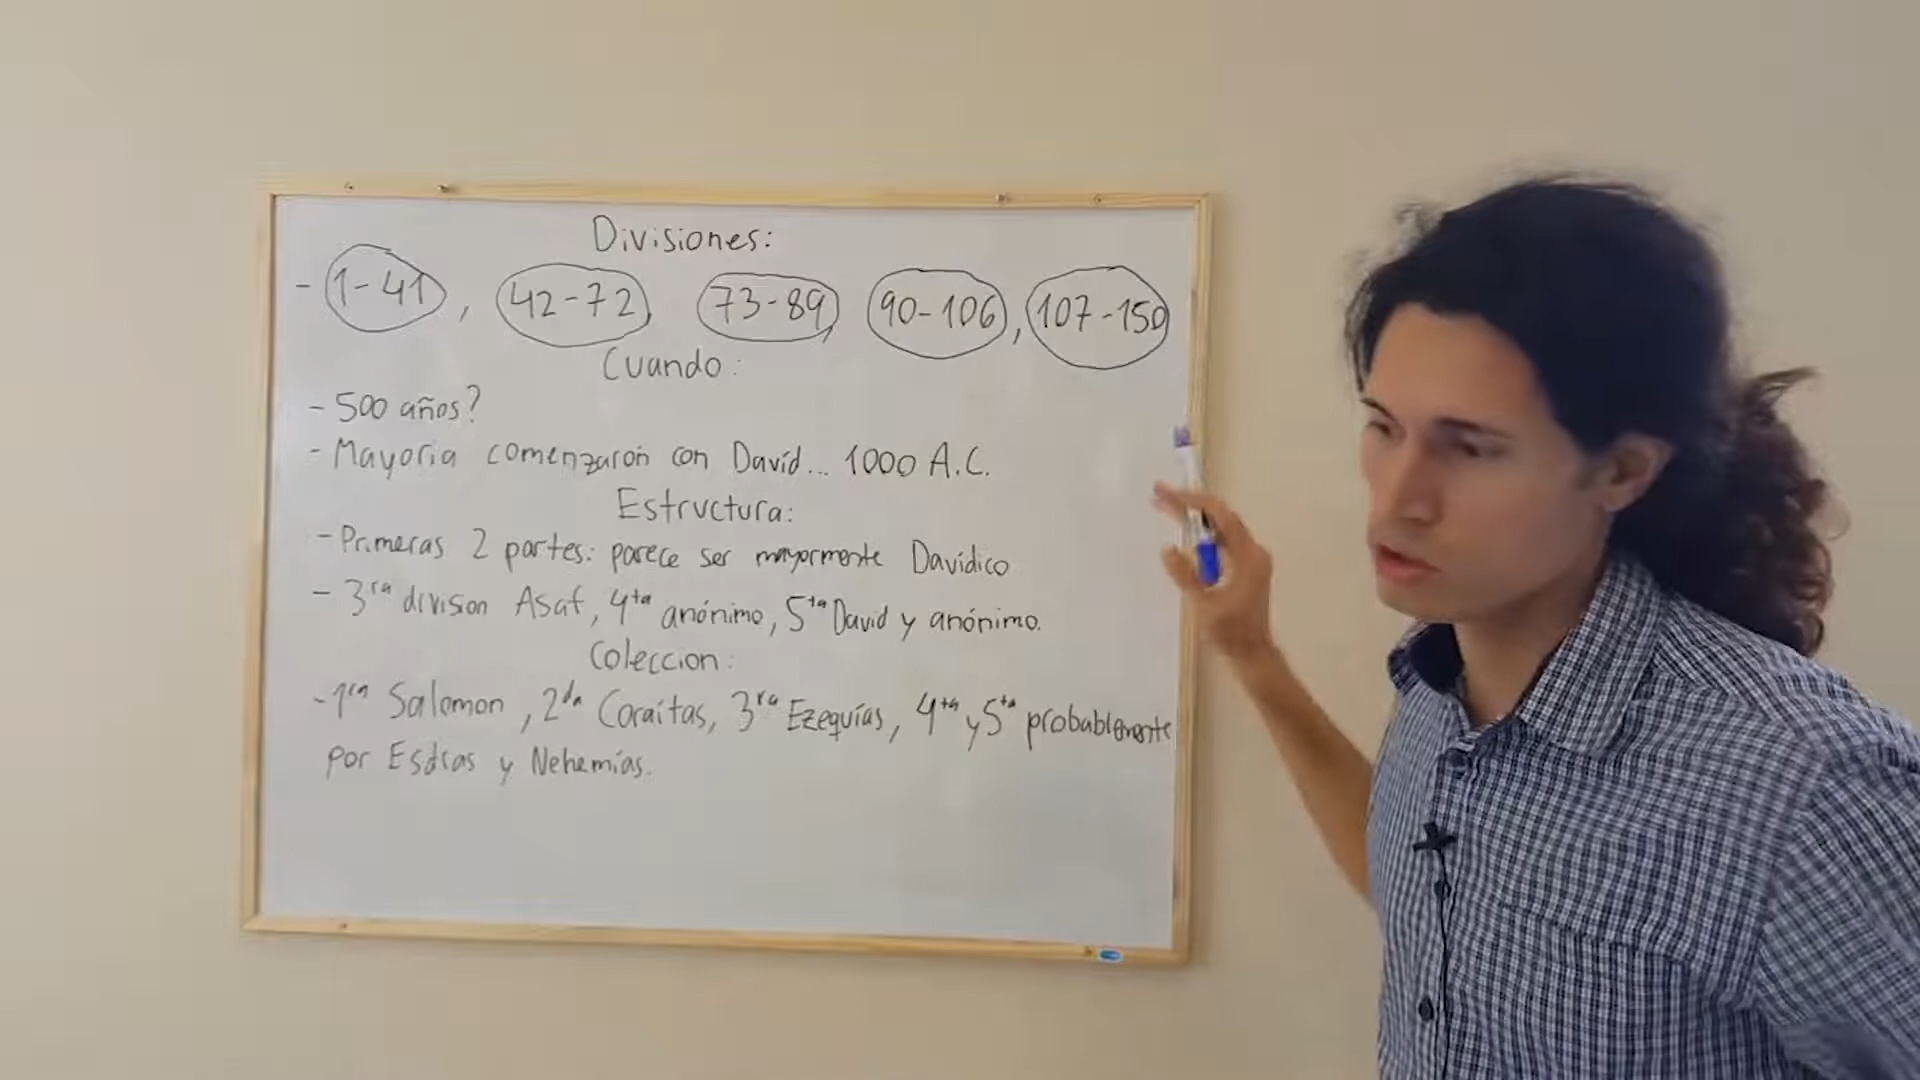 Divisiones:
- 1-41, 42-72 73-89, 90-106, 107-150
Cuando:
- 500 años?
- Mayoria comenzaron con David... 1000 A.C.
Estructura:
- Primeras 2 partes: parece ser mayormente Davídico
- 3ra division Asaf, 4ta anónimo, 5ta David y anónimo.
Coleccion:
- 1ra Salomon, 2da Coraítas, 3ra Ezequías, 4ta y 5ta probablemente
por Esdras y Nehemías.